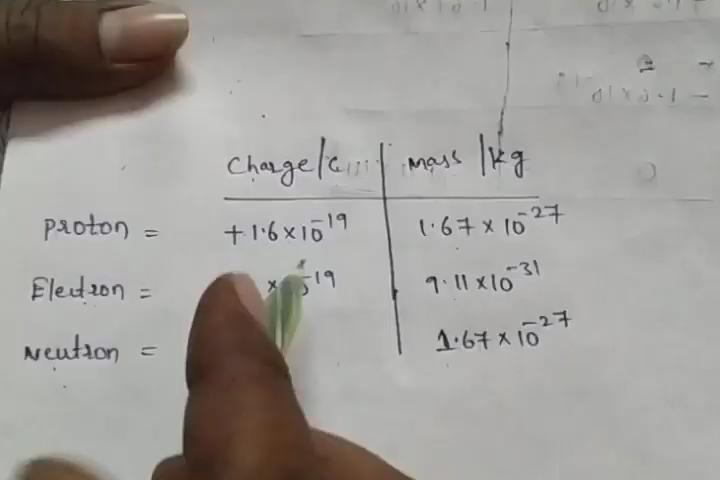 Charge/C Mass/kg
Proton = +1.6×10⁻¹⁹ 1.67×10⁻²⁷
Electron = ×10⁻¹⁹ 9.11×10⁻³¹
Neutron = 1.67×10⁻²⁷